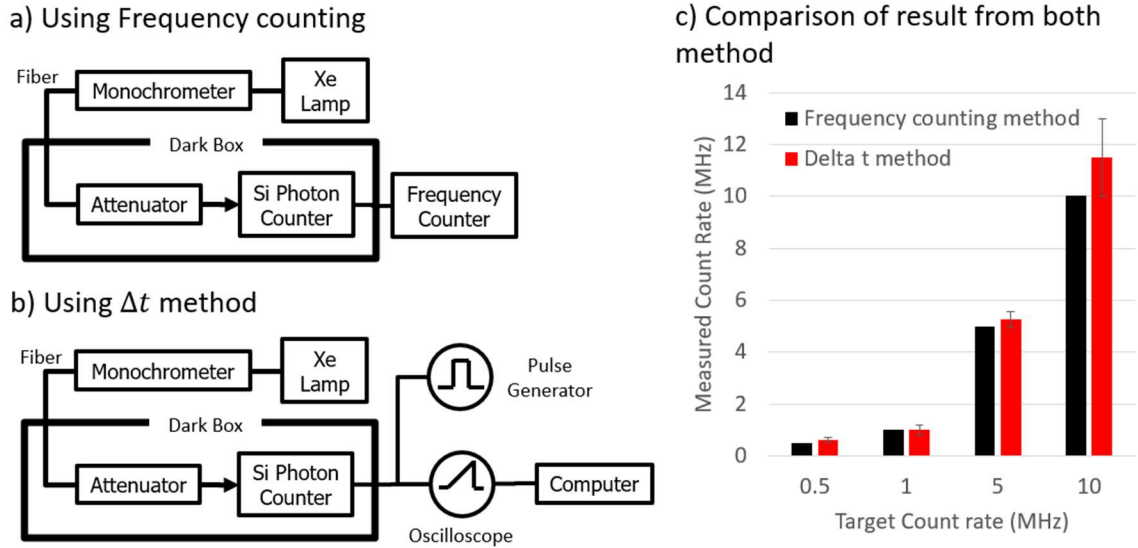 a) Using Frequency counting
Fiber
Monochrometer
Xe
Lamp
Dark Box
Attenuator
Si Photon
Counter
Frequency
Counter
b) Using Δt method
Fiber
Monochrometer
Xe
Lamp
Pulse
Generator
Dark Box
Attenuator
Si Photon
Counter
Computer
Oscilloscope
c) Comparison of result from both
method
Measured Count Rate (MHz)
14
12
10
8
6
4
2
0
Frequency counting method
Delta t method
0.5
1
5
10
Target Count rate (MHz)